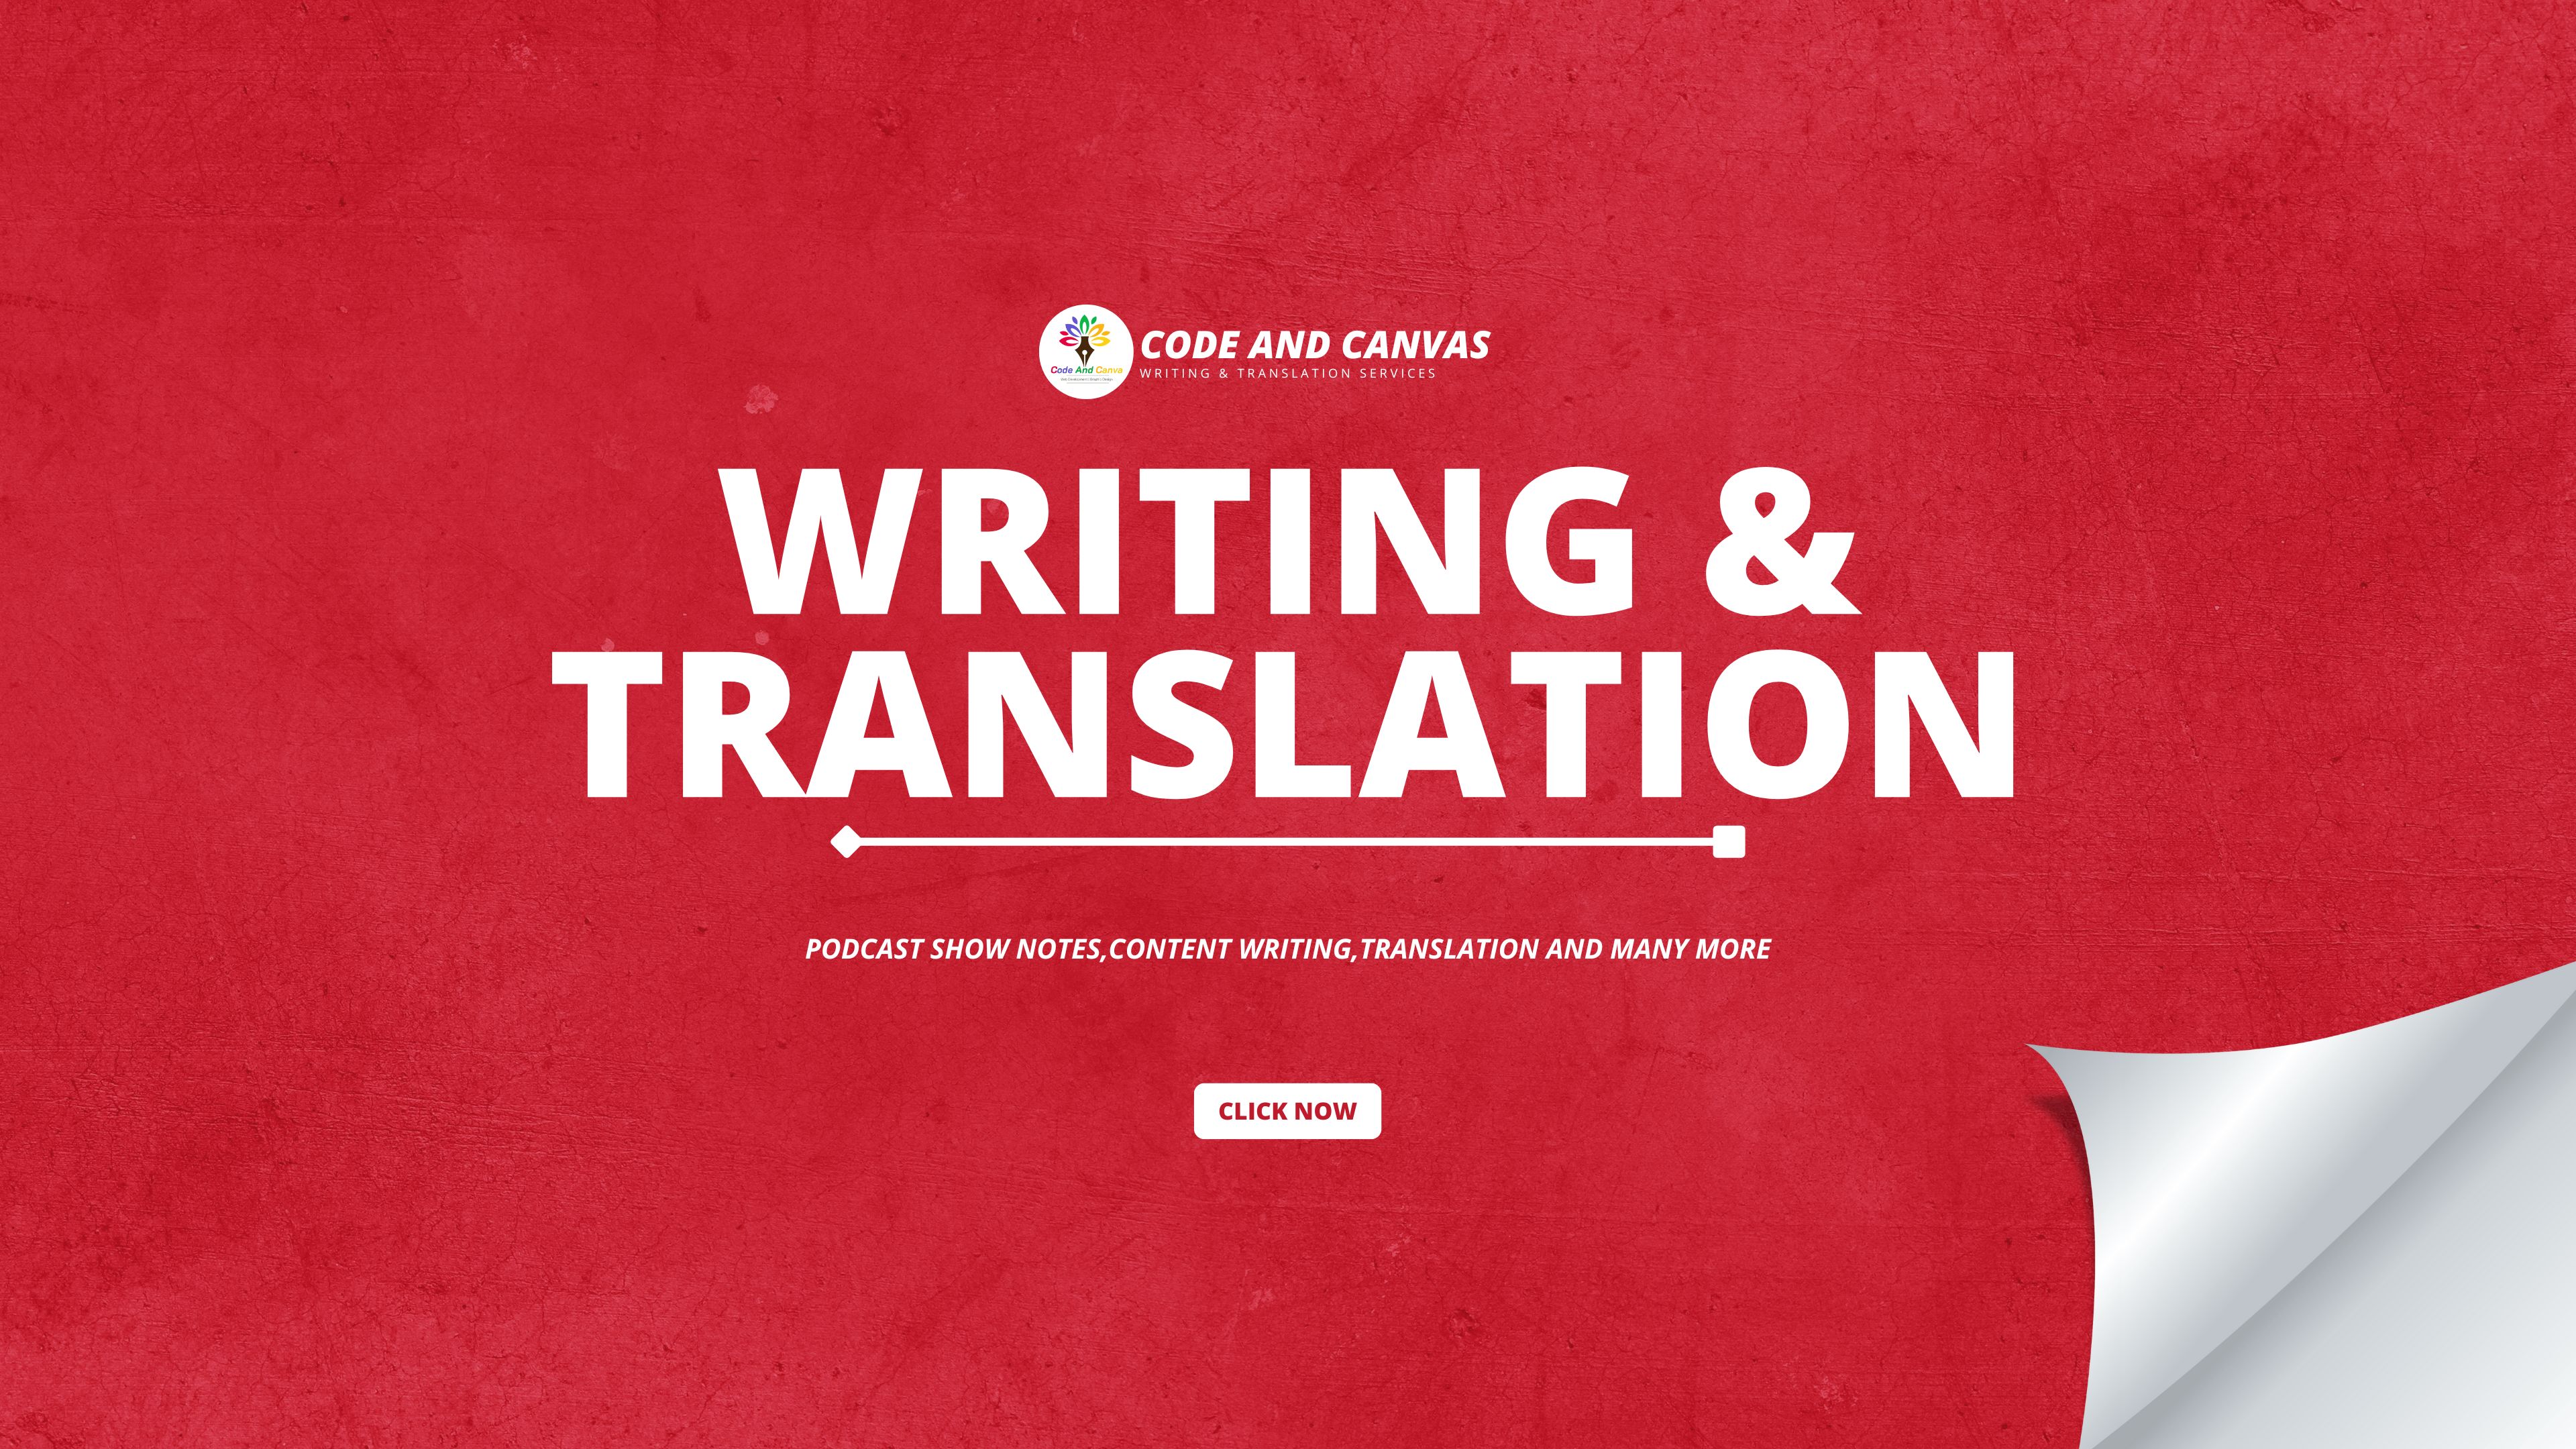 Code And Canva
CODE AND CANVAS
WRITING & TRANSLATION SERVICES
WRITING &
TRANSLATION
PODCAST SHOW NOTES,CONTENT WRITING,TRANSLATION AND MANY MORE
CLICK NOW